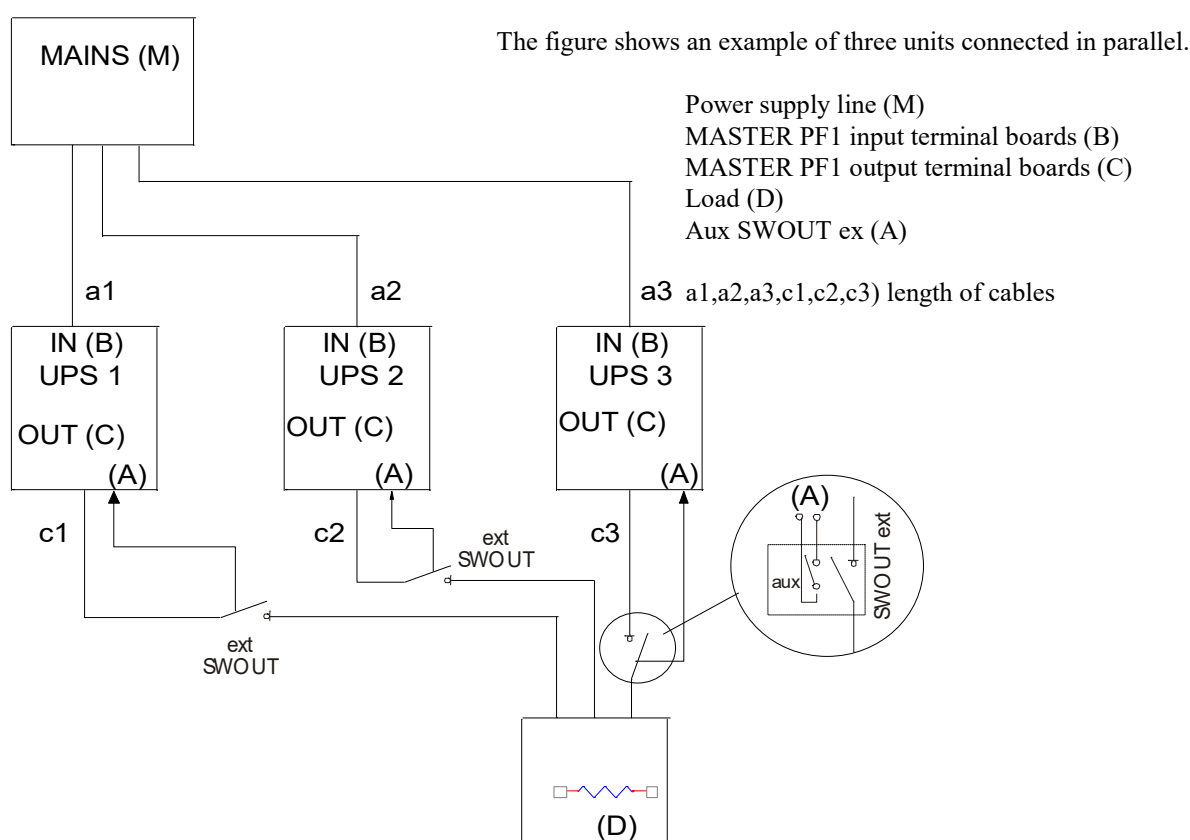 MAINS (M)
The figure shows an example of three units connected in parallel.
Power supply line (M)
MASTER PF1 input terminal boards (B)
MASTER PF1 output terminal boards (C)
Load (D)
Aux SWOUT ex (A)
a1,a2,a3,c1,c2,c3) length of cables
a1
a2
a3
IN (B)
UPS 1
OUT (C)
(A)
IN (B)
UPS 2
OUT (C)
(A)
IN (B)
UPS 3
OUT (C)
(A)
c1
c2
c3
ext
SWOUT
ext
SWOUT
(A)
aux
SWOUT ext
(D)